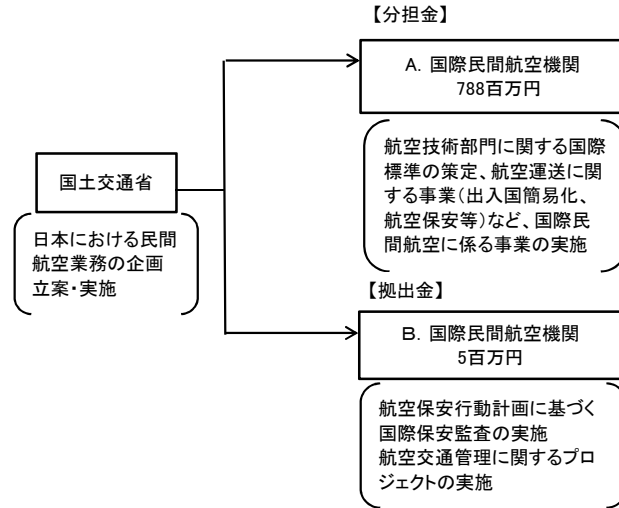 【分担金】
A. 国際民間航空機関
788百万円
航空技術部門に関する国際
標準の策定、航空運送に関
する事業(出入国簡易化、
航空保安等)など、国際民
間航空に係る事業の実施
国土交通省
日本における民間
航空業務の企画
立案・実施
【拠出金】
B. 国際民間航空機関
5百万円
航空保安行動計画に基づく
国際保安監査の実施
航空交通管理に関するプロ
ジェクトの実施